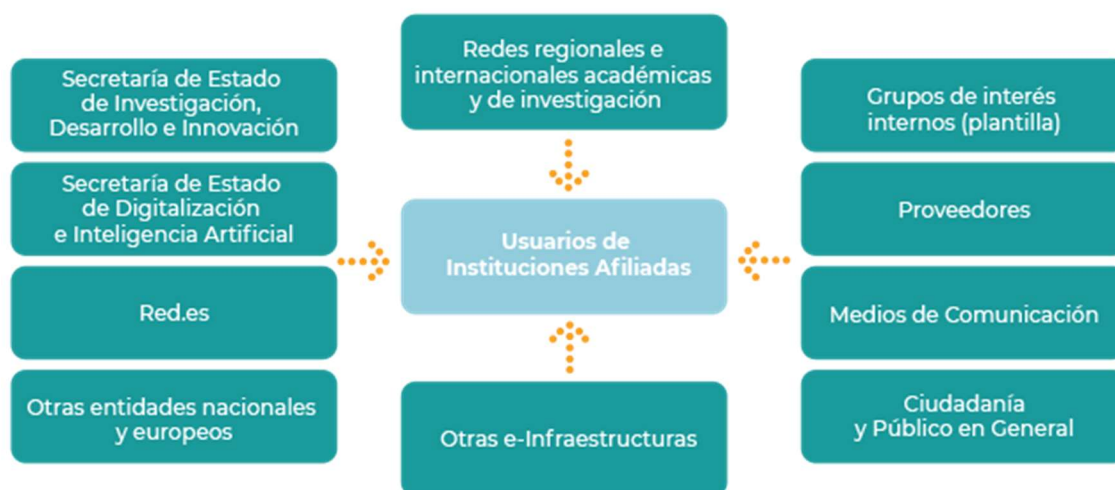 Secretaría de Estado
de Investigación,
Desarrollo e Innovación
Secretaría de Estado
de Digitalización
e Inteligencia Artificial
Red.es
Otras entidades nacionales
y europeos
Redes regionales e
internacionales académicas
y de investigación
Usuarios de
Instituciones Afiliadas
Otras e-Infraestructuras
Grupos de interés
internos (plantilla)
Proveedores
Medios de Comunicación
Ciudadanía
y Público en General